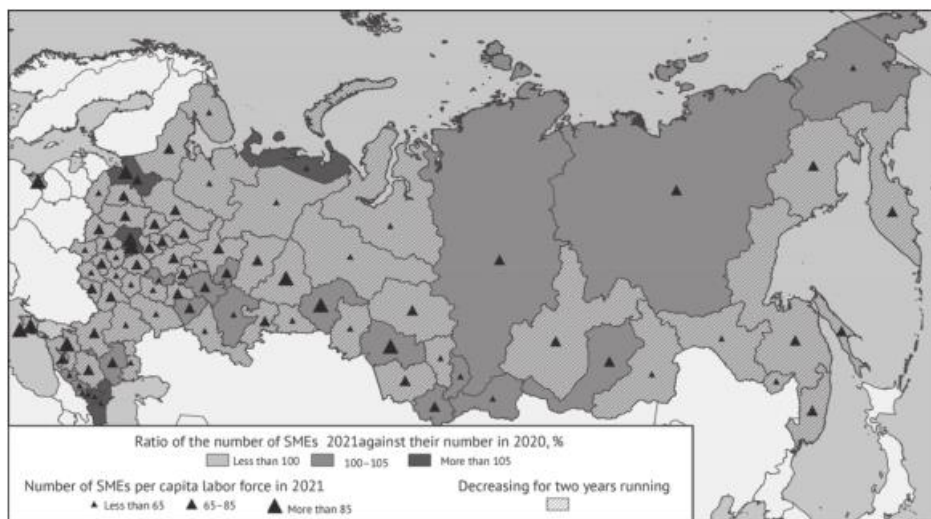 Ratio of the number of SMEs 2021against their number in 2020, %
Less than 100 100–105 More than 105
Number of SMEs per capita labor force in 2021
Less than 65 65–85 More than 85
Decreasing for two years running